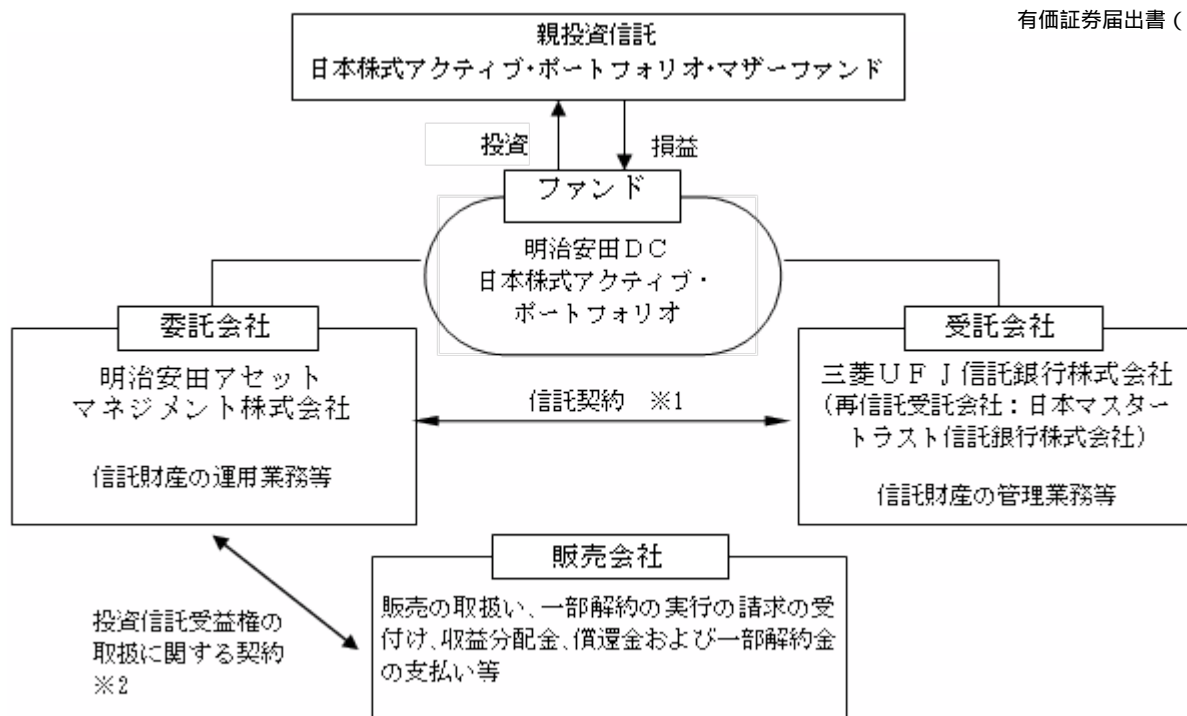 有価証券届出書（
親投資信託
日本株式アクティブ・ポートフォリオ・マザーファンド
投資
損益
ファンド
明治安田ＤＣ
日本株式アクティブ・
ポートフォリオ
委託会社
明治安田アセット
マネジメント株式会社
信託財産の運用業務等
信託契約　※1
受託会社
三菱ＵＦＪ信託銀行株式会社
（再信託受託会社：日本マスター
トラスト信託銀行株式会社）
信託財産の管理業務等
投資信託受益権の
取扱に関する契約
※2
販売会社
販売の取扱い、一部解約の実行の請求の受
付け、収益分配金、償還金および一部解約金
の支払い等